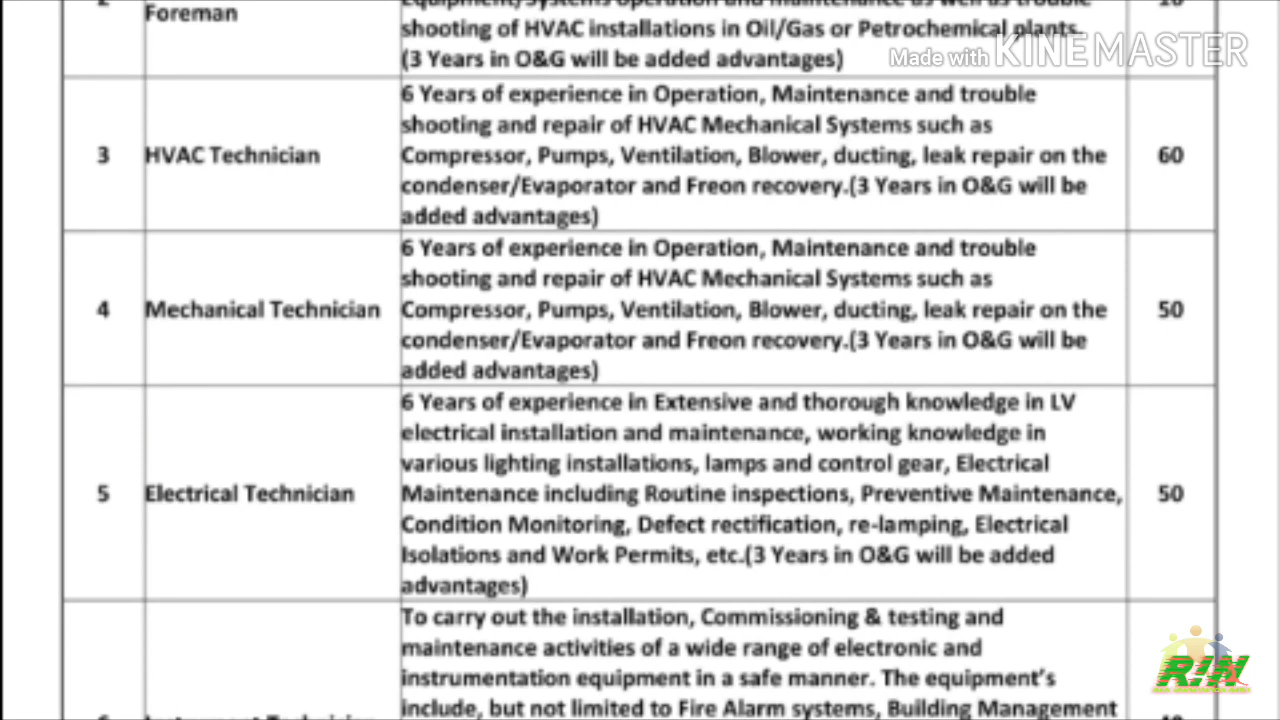 Foreman
shooting of HVAC installations in Oil/Gas or Petrochemical plants.
(3 Years in O&G will be added advantages)
Made with KINEMASTER
3
HVAC Technician
6 Years of experience in Operation, Maintenance and trouble
shooting and repair of HVAC Mechanical Systems such as
Compressor, Pumps, Ventilation, Blower, ducting, leak repair on the
condenser/Evaporator and Freon recovery.(3 Years in O&G will be
added advantages)
60
4
Mechanical Technician
6 Years of experience in Operation, Maintenance and trouble
shooting and repair of HVAC Mechanical Systems such as
Compressor, Pumps, Ventilation, Blower, ducting, leak repair on the
condenser/Evaporator and Freon recovery.(3 Years in O&G will be
added advantages)
50
5
Electrical Technician
6 Years of experience in Extensive and thorough knowledge in LV
electrical installation and maintenance, working knowledge in
various lighting installations, lamps and control gear, Electrical
Maintenance including Routine inspections, Preventive Maintenance,
Condition Monitoring, Defect rectification, re-lamping, Electrical
Isolations and Work Permits, etc.(3 Years in O&G will be added
advantages)
50
To carry out the installation, Commissioning & testing and
maintenance activities of a wide range of electronic and
instrumentation equipment in a safe manner. The equipment's
include, but not limited to Fire Alarm systems, Building Management
RJN